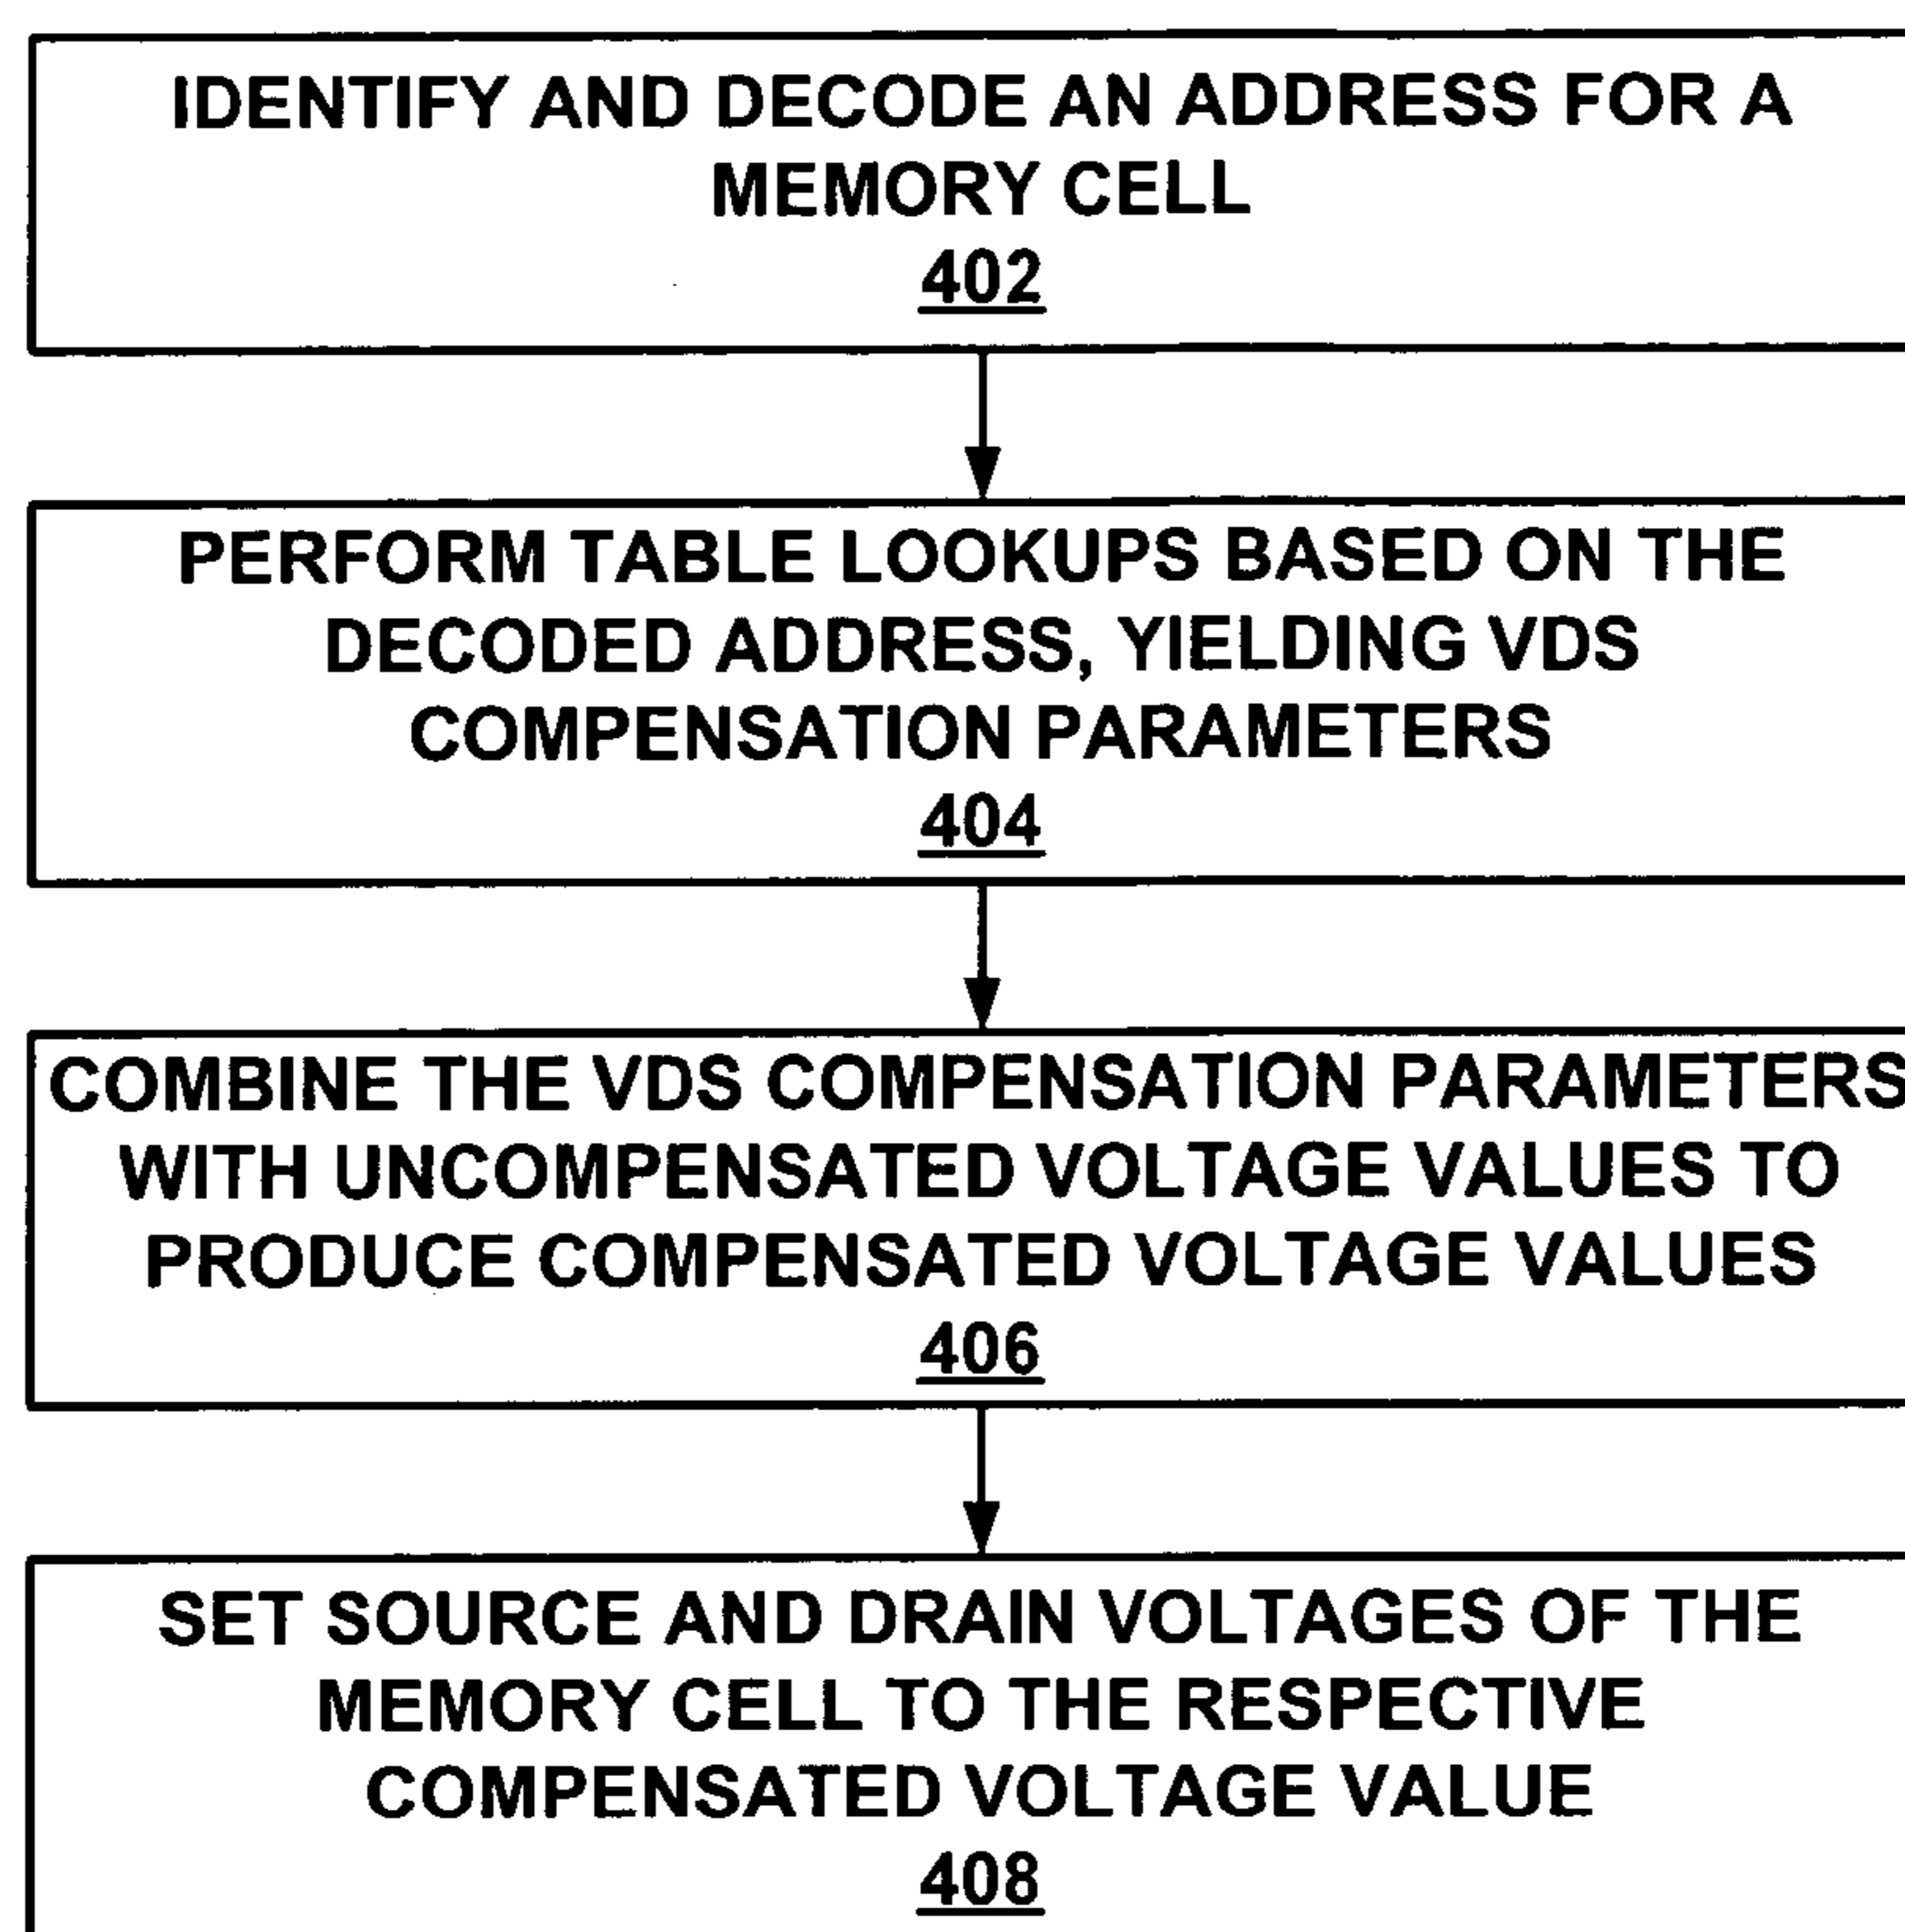 IDENTIFY AND DECODE AN ADDRESS FOR A
MEMORY CELL
402
PERFORM TABLE LOOKUPS BASED ON THE
DECODED ADDRESS, YIELDING VDS
COMPENSATION PARAMETERS
404
COMBINE THE VDS COMPENSATION PARAMETERS
WITH UNCOMPENSATED VOLTAGE VALUES TO
PRODUCE COMPENSATED VOLTAGE VALUES
406
SET SOURCE AND DRAIN VOLTAGES OF THE
MEMORY CELL TO THE RESPECTIVE
COMPENSATED VOLTAGE VALUE
408